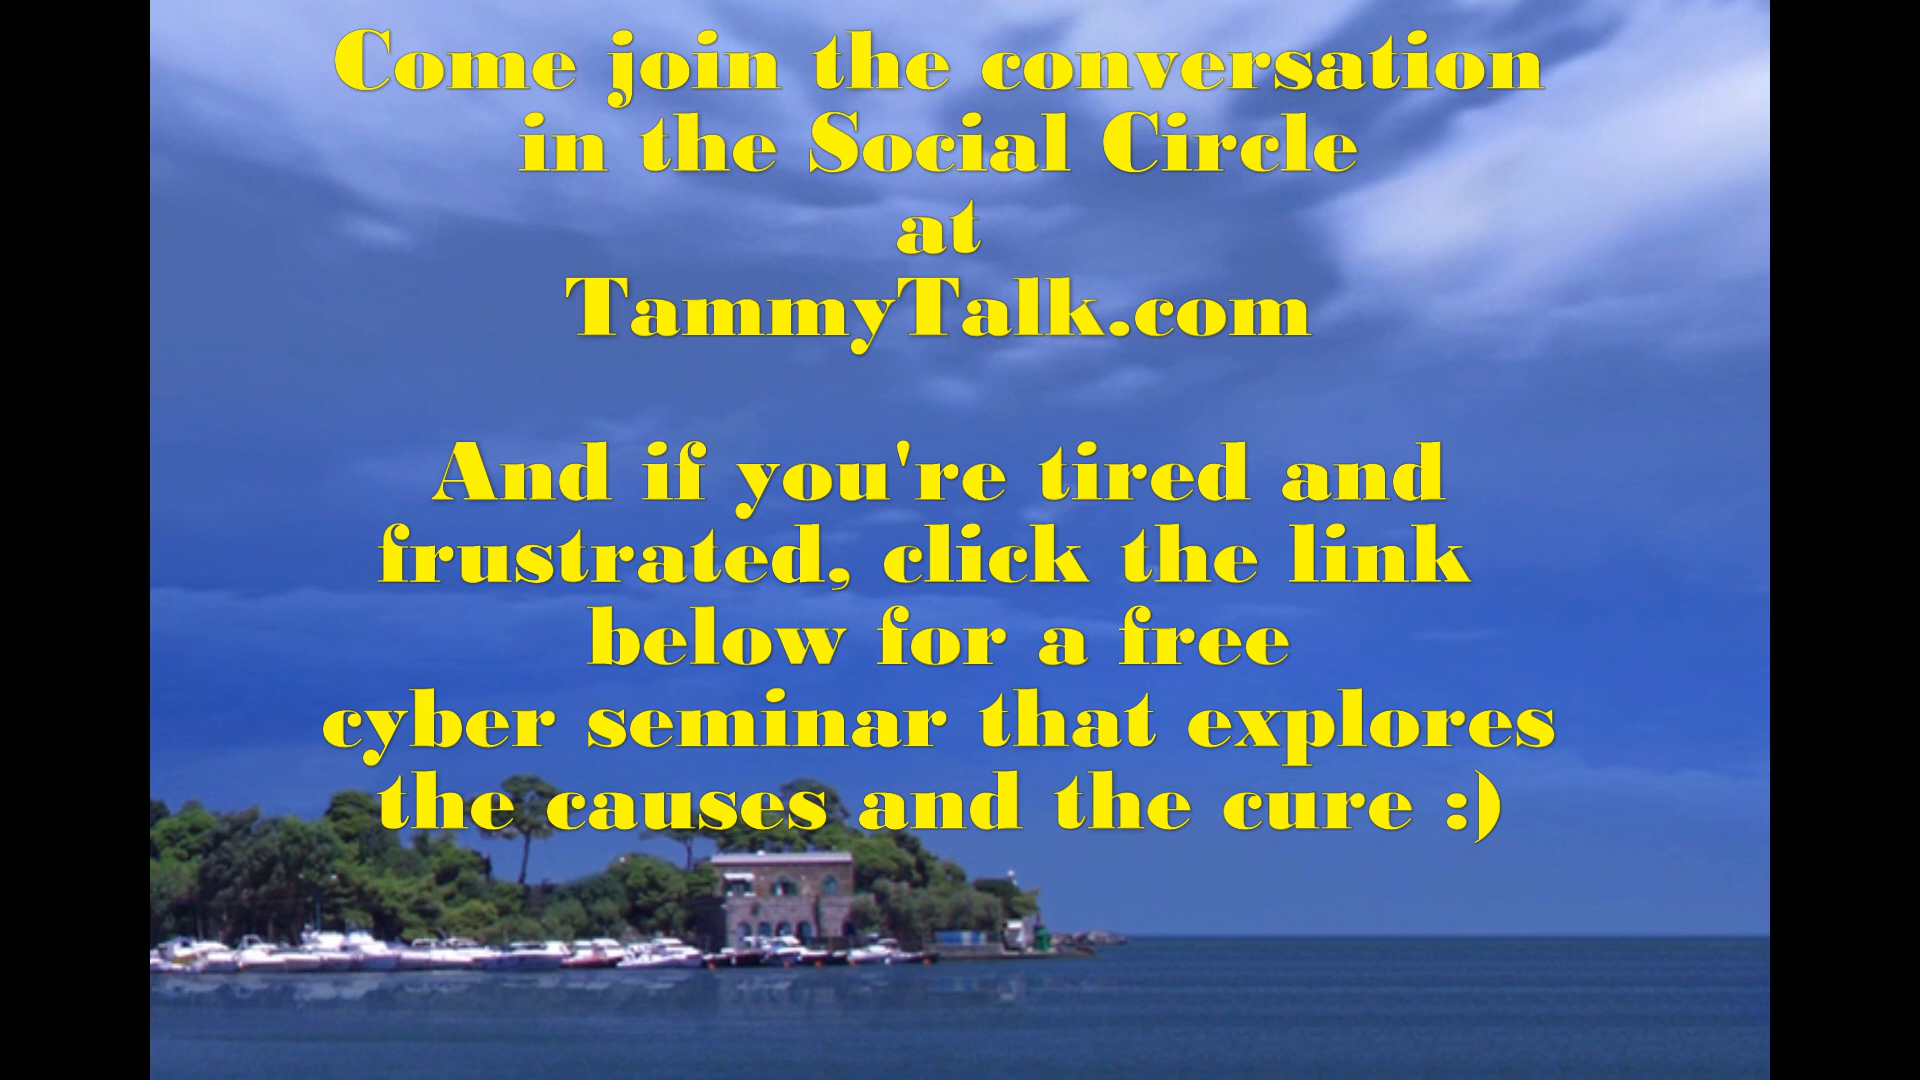 Come join the conversation
in the Social Circle
at
TammyTalk.com
And if you're tired and
frustrated, click the link
below for a free
cyber seminar that explores
the causes and the cure :)